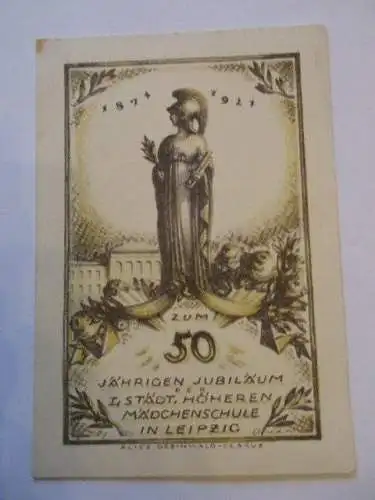 1871 1921
ZUM
50
JÄHRIGEN JUBILÄUM
DER
I. STÄDT. HÖHEREN
MÄDCHENSCHULE
IN LEIPZIG